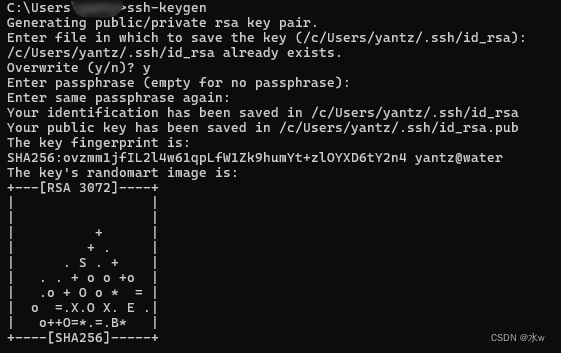 C:\Users\ >ssh-keygen
Generating public/private rsa key pair.
Enter file in which to save the key (/c/Users/yantz/.ssh/id_rsa):
/c/Users/yantz/.ssh/id_rsa already exists.
Overwrite (y/n)? y
Enter passphrase (empty for no passphrase):
Enter same passphrase again:
Your identification has been saved in /c/Users/yantz/.ssh/id_rsa
Your public key has been saved in /c/Users/yantz/.ssh/id_rsa.pub
The key fingerprint is:
SHA256:ovzmm1jfIL2l4w61qpLfW1Zk9humYt+zlOYXD6tY2n4 yantz@water
The key's randomart image is:
+---[RSA 3072]----+
|                 |
|                 |
|          +      |
|         + .     |
|      . S . +    |
|   . . + o o +o  |
|   .o + O o *  = |
|  o  =.X.O X. E .|
|   o++O=*.=.B*   |
+----[SHA256]-----+
CSDN @水w